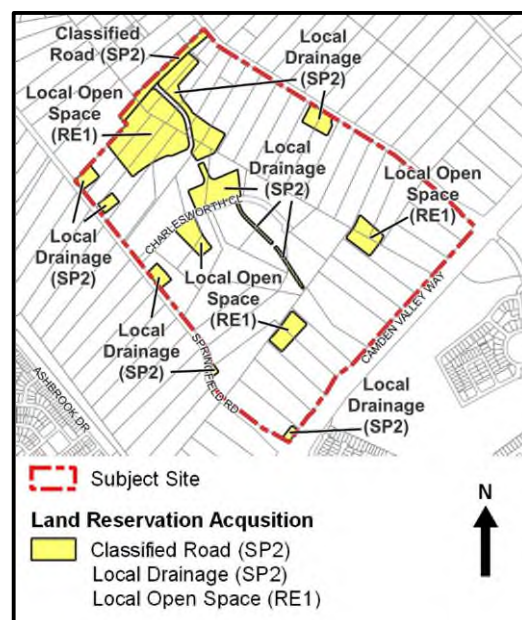 Classified
Road (SP2)
Local
Drainage
(SP2)
Local Open
Space
(RE1)
Local
Drainage
(SP2)
Local Open
Space
(RE1)
CHARLESWORTH CL
Local
Drainage
(SP2)
Local Open
Space
(RE1)
Local
Drainage
(SP2)
SPRINGFIELD RD
CAMDEN VALLEY WAY
ASHBROOK DR
Local
Drainage
(SP2)
Subject Site
Land Reservation Acqusition
Classified Road (SP2)
Local Drainage (SP2)
Local Open Space (RE1)
N